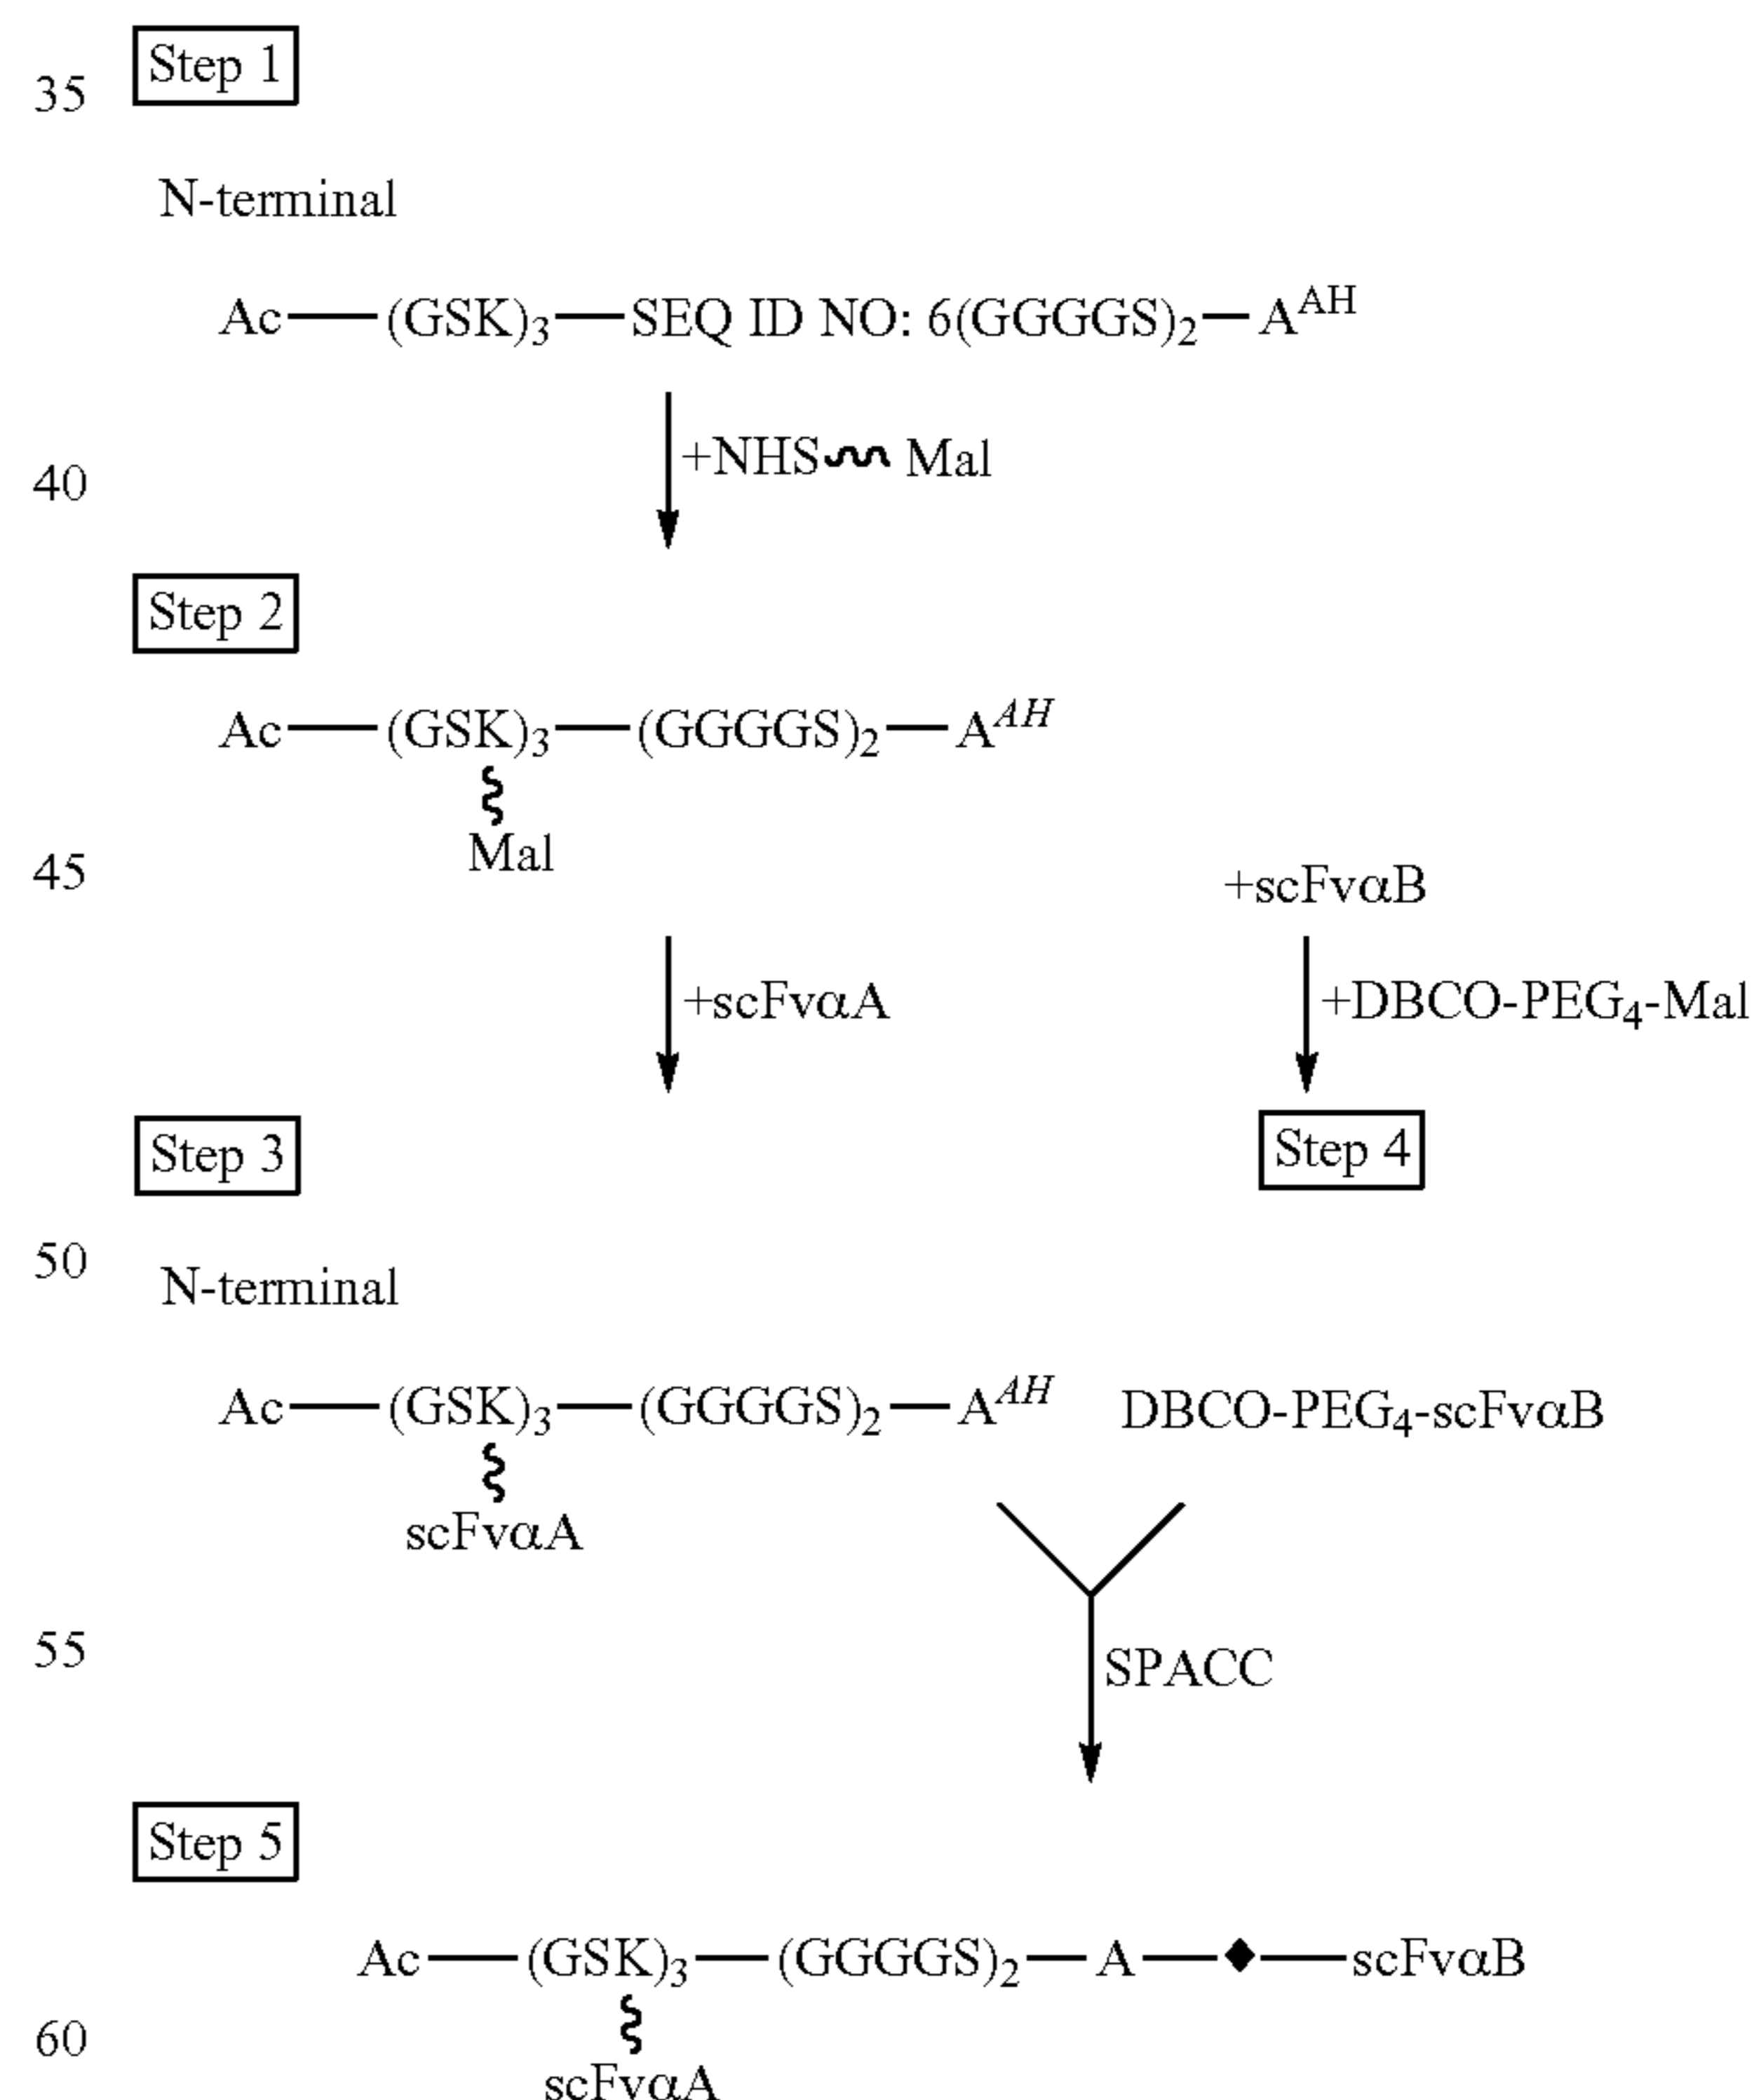 35
Step 1
N-terminal
Ac—(GSK)3—SEQ ID NO: 6(GGGGS)2—A^AH
+NHS Mal
40
Step 2
Ac—(GSK)3—(GGGGS)2—A^AH
Mal
45
+scFvαB
+scFvαA
+DBCO-PEG4-Mal
Step 3
Step 4
50
N-terminal
Ac—(GSK)3—(GGGGS)2—A^AH DBCO-PEG4-scFvαB
scFvαA
55
SPACC
Step 5
Ac—(GSK)3—(GGGGS)2—A—◆—scFvαB
60
scFvαA